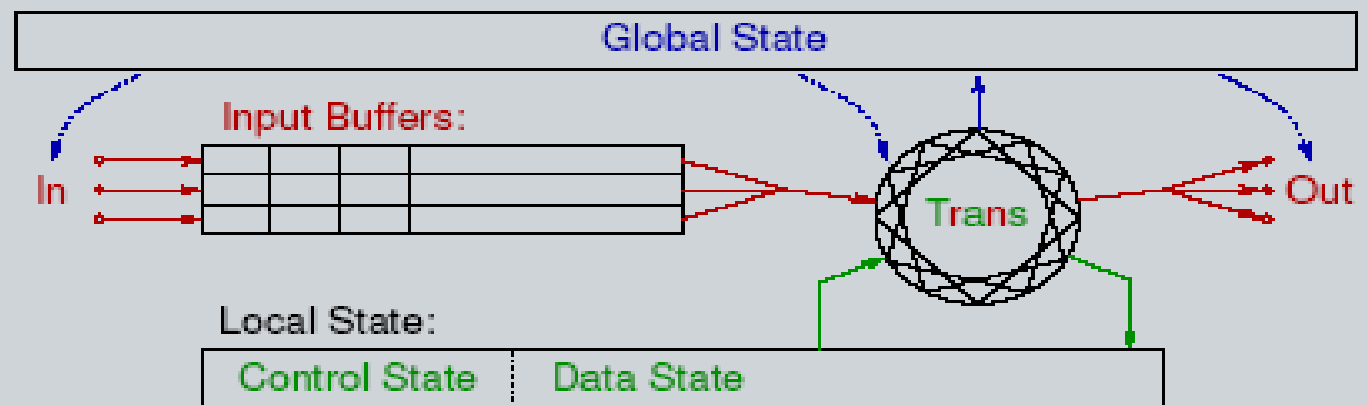 Global State
Input Buffers:
In
Trans
Out
Local State:
Control State
Data State